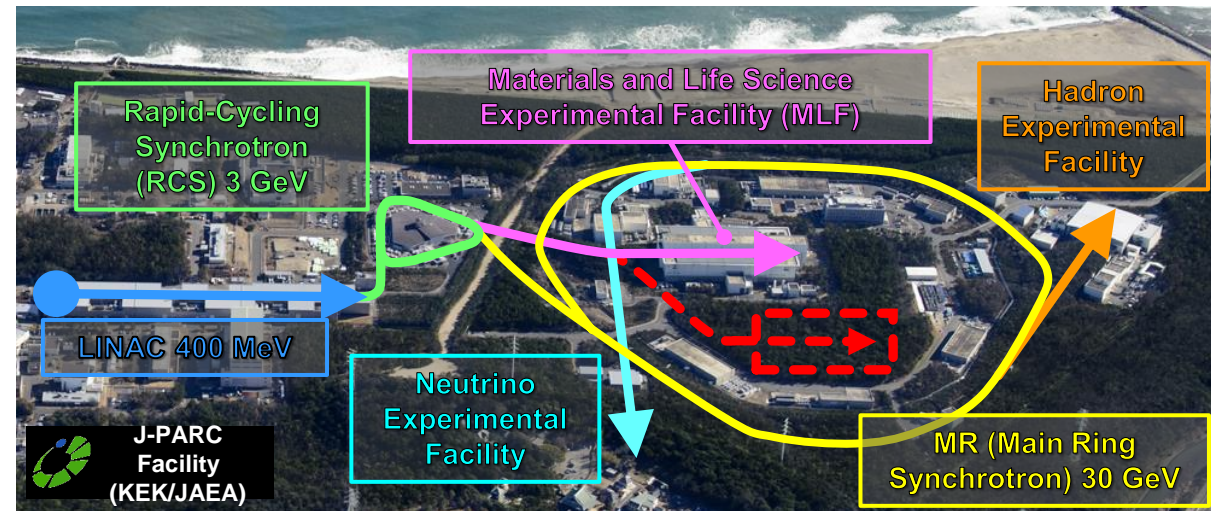 Materials and Life Science
Experimental Facility (MLF)
Hadron
Experimental
Facility
Rapid-Cycling
Synchrotron
(RCS) 3 GeV
LINAC 400 MeV
Neutrino
Experimental
Facility
MR (Main Ring
Synchrotron) 30 GeV
J-PARC
Facility
(KEK/JAEA)